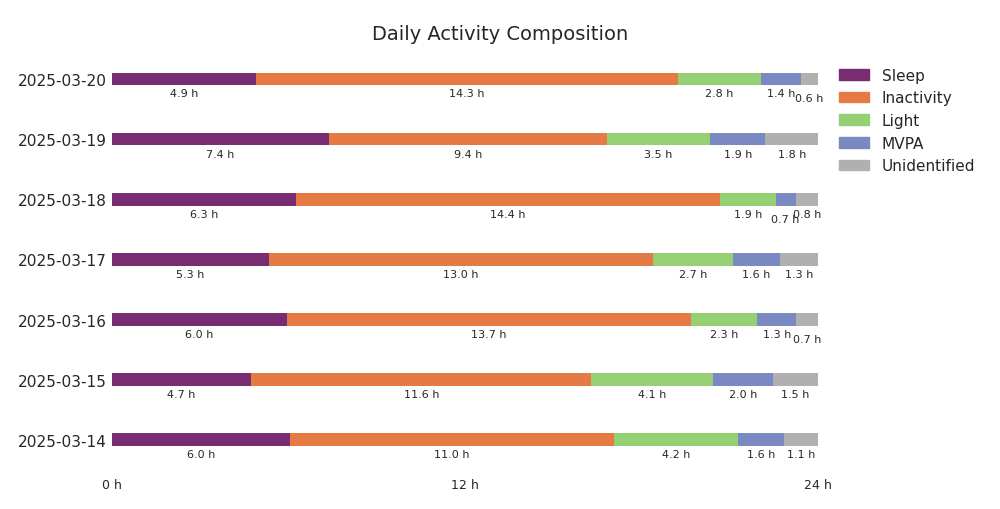 Daily Activity Composition
2025-03-20
4.9 h 14.3 h 2.8 h 1.4 h 0.6 h
2025-03-19
7.4 h 9.4 h 3.5 h 1.9 h 1.8 h
2025-03-18
6.3 h 14.4 h 1.9 h 0.7 h 0.8 h
2025-03-17
5.3 h 13.0 h 2.7 h 1.6 h 1.3 h
2025-03-16
6.0 h 13.7 h 2.3 h 1.3 h 0.7 h
2025-03-15
4.7 h 11.6 h 4.1 h 2.0 h 1.5 h
2025-03-14
6.0 h 11.0 h 4.2 h 1.6 h 1.1 h
0 h 12 h 24 h
Sleep
Inactivity
Light
MVPA
Unidentified